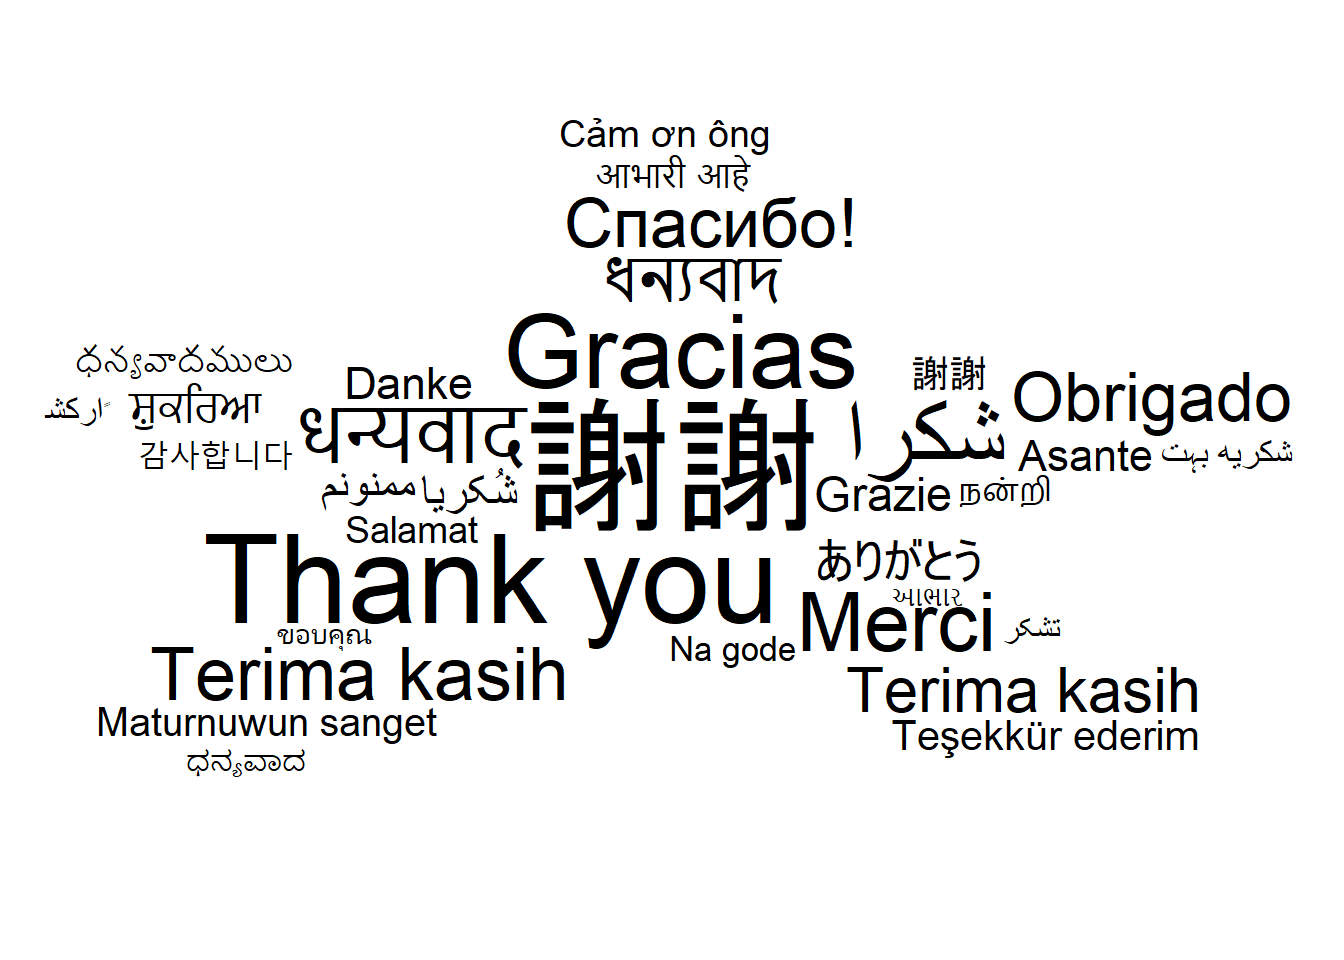 Cảm ơn ông
आभारी आहे
Спасибо!
ধন্যবাদ
Gracias
ధన్యవాదములు
Danke
謝謝
Obrigado
اركشـ ً
ਸ਼ੁਕਰਿਆ
धन्यवाद
謝謝
شكرا
감사합니다
Asante
شكريه بہت
ممنونم
شُكريا
Grazie
நன்றி
Salamat
Thank you
ありがとう
આભાર
Merci
تشكر
ขอบคุณ
Na gode
Terima kasih
Terima kasih
Maturnuwun sanget
Teşekkür ederim
ಧನ್ಯವಾದ